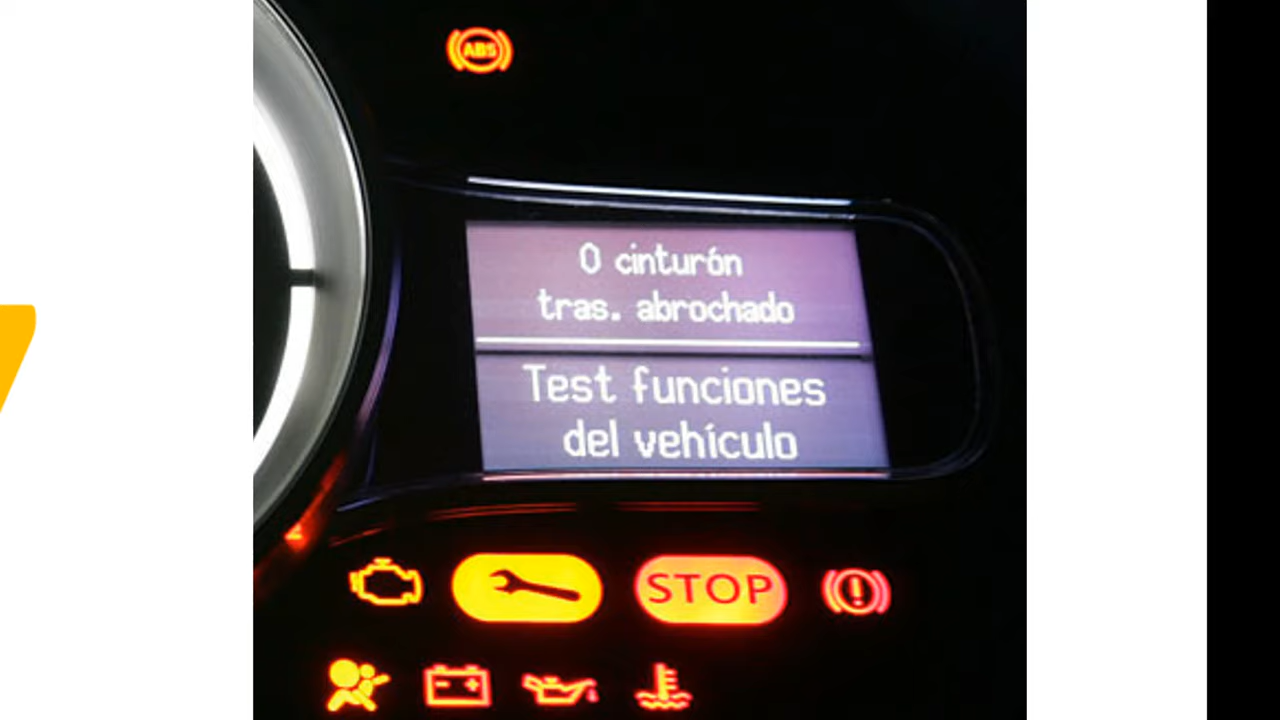 ABS
0 cinturón
tras. abrochado
Test funciones
del vehículo
STOP